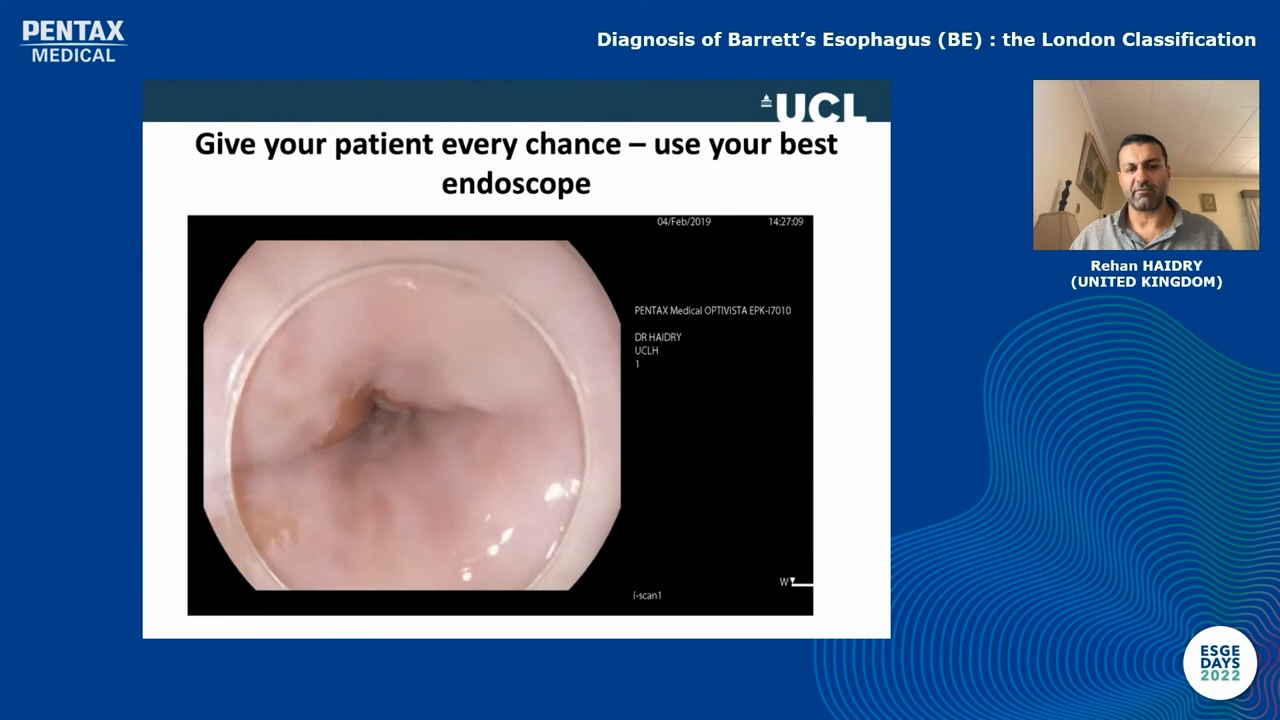 PENTAX
MEDICAL
Diagnosis of Barrett’s Esophagus (BE) : the London Classification
UCL
Give your patient every chance – use your best
endoscope
04/Feb/2019 14:27:09
PENTAX Medical OPTIVISTA EPK-i7010
DR HAIDRY
UCLH
1
W
i-scan1
Rehan HAIDRY
(UNITED KINGDOM)
ESGE
DAYS
2022